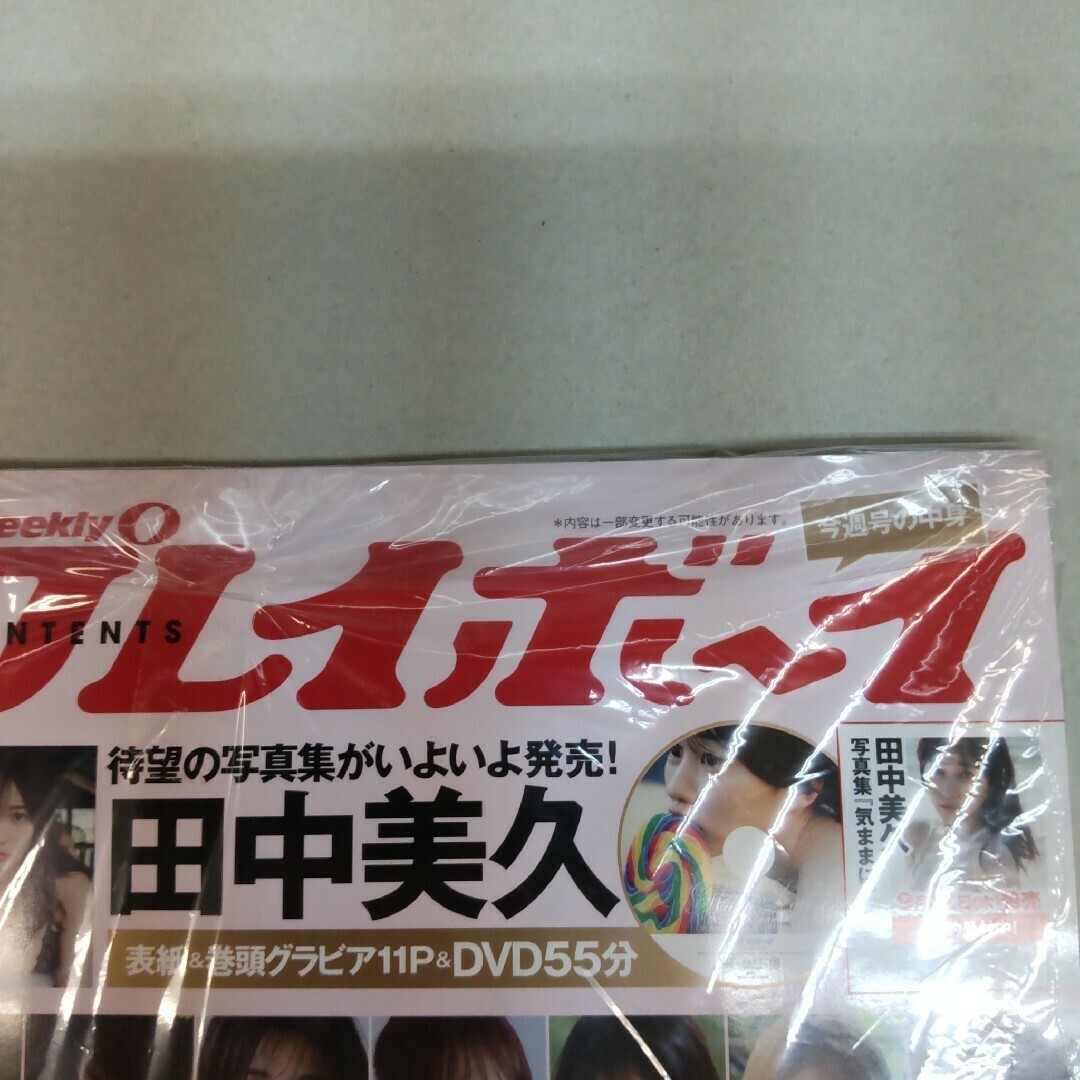 eekly
*内容は一部変更する可能性があります。
今週号の中身
プレイボーイ
NTENTS
待望の写真集がいよいよ発売!
田中美久
表紙&巻頭グラビア11P&DVD55分
田中美久
写真集『気ままに